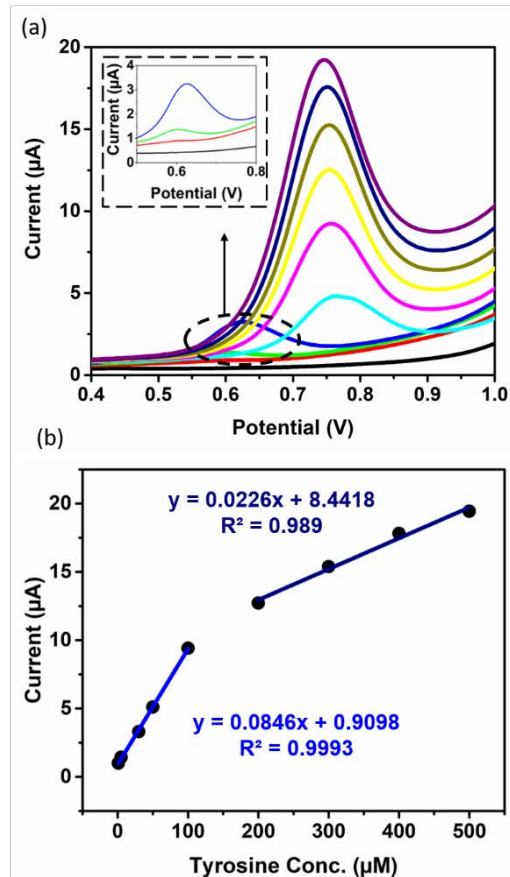 (a)
20
15
10
5
0
Current (µA)
4
3
2
1
0
Current (µA)
0.6
0.8
Potential (V)
0.4
0.5
0.6
0.7
0.8
0.9
1.0
Potential (V)
(b)
20
15
10
5
0
Current (µA)
y = 0.0226x + 8.4418
R² = 0.989
y = 0.0846x + 0.9098
R² = 0.9993
0
100
200
300
400
500
Tyrosine Conc. (µM)